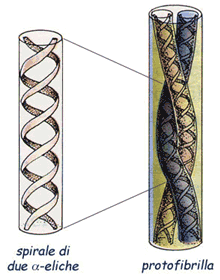 spirale di
due α-eliche
protofibrilla